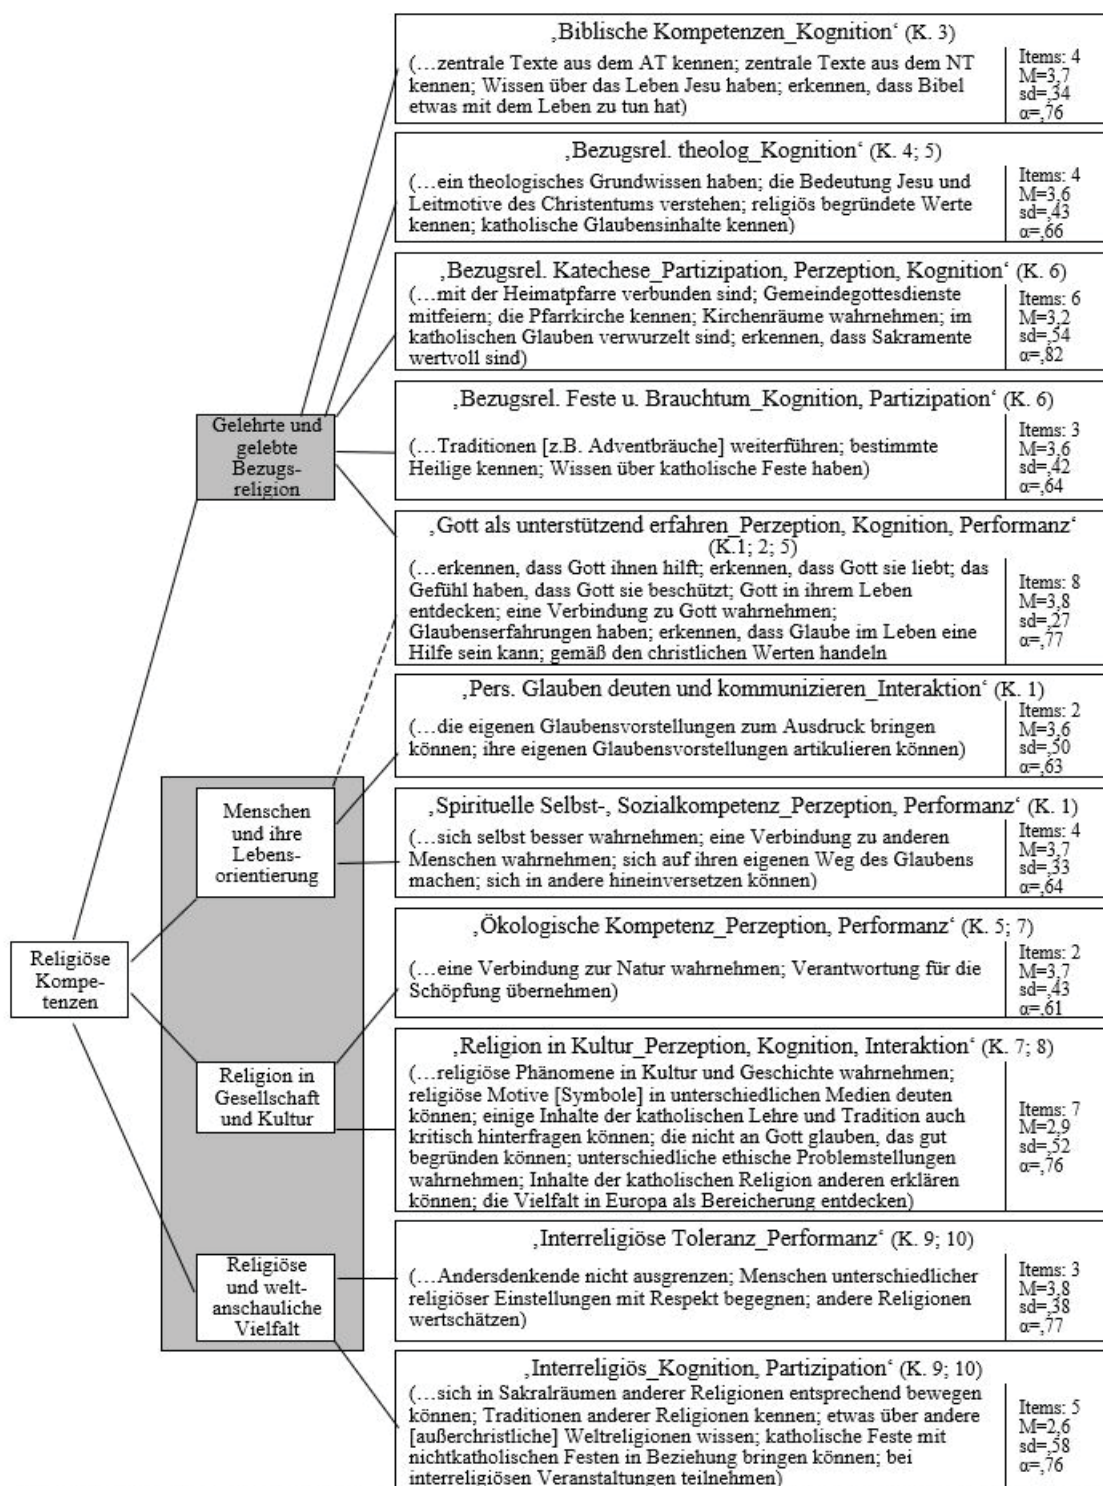 ‚Biblische Kompetenzen_Kognition‘ (K. 3)
(…zentrale Texte aus dem AT kennen; zentrale Texte aus dem NT
kennen; Wissen über das Leben Jesu haben; erkennen, dass Bibel
etwas mit dem Leben zu tun hat)
Items: 4
M=3,7
sd=,34
α=,76
‚Bezugsrel. theolog_Kognition‘ (K. 4; 5)
(…ein theologisches Grundwissen haben; die Bedeutung Jesu und
Leitmotive des Christentums verstehen; religiös begründete Werte
kennen; katholische Glaubensinhalte kennen)
Items: 4
M=3,6
sd=,43
α=,66
‚Bezugsrel. Katechese_Partizipation, Perzeption, Kognition‘ (K. 6)
(…mit der Heimatpfarre verbunden sind; Gemeindegottesdienste
mitfeiern; die Pfarrkirche kennen; Kirchenräume wahrnehmen; im
katholischen Glauben verwurzelt sind; erkennen, dass Sakramente
wertvoll sind)
Items: 6
M=3,2
sd=,54
α=,82
‚Bezugsrel. Feste u. Brauchtum_Kognition, Partizipation‘ (K. 6)
(…Traditionen [z.B. Adventbräuche] weiterführen; bestimmte
Heilige kennen; Wissen über katholische Feste haben)
Items: 3
M=3,6
sd=,42
α=,64
Gelehrte und
gelebte
Bezugs-
religion
‚Gott als unterstützend erfahren_Perzeption, Kognition, Performanz‘
(K.1; 2; 5)
(…erkennen, dass Gott ihnen hilft; erkennen, dass Gott sie liebt; das
Gefühl haben, dass Gott sie beschützt; Gott in ihrem Leben
entdecken; eine Verbindung zu Gott wahrnehmen;
Glaubenserfahrungen haben; erkennen, dass Glaube im Leben eine
Hilfe sein kann; gemäß den christlichen Werten handeln
Items: 8
M=3,8
sd=,27
α=,77
‚Pers. Glauben deuten und kommunizieren_Interaktion‘ (K. 1)
(…die eigenen Glaubensvorstellungen zum Ausdruck bringen
können; ihre eigenen Glaubensvorstellungen artikulieren können)
Items: 2
M=3,6
sd=,50
α=,63
Menschen
und ihre
Lebens-
orientierung
‚Spirituelle Selbst-, Sozialkompetenz_Perzeption, Performanz‘ (K. 1)
(…sich selbst besser wahrnehmen; eine Verbindung zu anderen
Menschen wahrnehmen; sich auf ihren eigenen Weg des Glaubens
machen; sich in andere hineinversetzen können)
Items: 4
M=3,7
sd=,33
α=,64
Religiöse
Kompe-
tenzen
‚Ökologische Kompetenz_Perzeption, Performanz‘ (K. 5; 7)
(…eine Verbindung zur Natur wahrnehmen; Verantwortung für die
Schöpfung übernehmen)
Items: 2
M=3,7
sd=,43
α=,61
Religion in
Gesellschaft
und Kultur
‚Religion in Kultur_Perzeption, Kognition, Interaktion‘ (K. 7; 8)
(…religiöse Phänomene in Kultur und Geschichte wahrnehmen;
religiöse Motive [Symbole] in unterschiedlichen Medien deuten
können; einige Inhalte der katholischen Lehre und Tradition auch
kritisch hinterfragen können; die nicht an Gott glauben, das gut
begründen können; unterschiedliche ethische Problemstellungen
wahrnehmen; Inhalte der katholischen Religion anderen erklären
können; die Vielfalt in Europa als Bereicherung entdecken)
Items: 7
M=2,9
sd=,52
α=,76
Religiöse
und welt-
anschauliche
Vielfalt
‚Interreligiöse Toleranz_Performanz‘ (K. 9; 10)
(…Andersdenkende nicht ausgrenzen; Menschen unterschiedlicher
religiöser Einstellungen mit Respekt begegnen; andere Religionen
wertschätzen)
Items: 3
M=3,8
sd=,38
α=,77
‚Interreligiös_Kognition, Partizipation‘ (K. 9; 10)
(…sich in Sakralräumen anderer Religionen entsprechend bewegen
können; Traditionen anderer Religionen kennen; etwas über andere
[außerchristliche] Weltreligionen wissen; katholische Feste mit
nichtkatholischen Festen in Beziehung bringen können; bei
interreligiösen Veranstaltungen teilnehmen)
Items: 5
M=2,6
sd=,58
α=,76